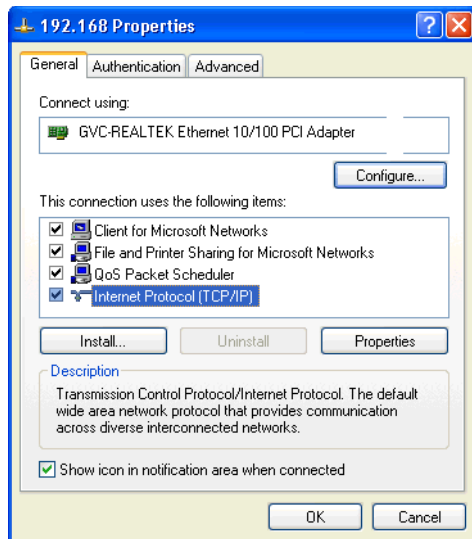 192.168 Properties
General Authentication Advanced
Connect using:
GVC-REALTEK Ethernet 10/100 PCI Adapter
Configure...
This connection uses the following items:
Client for Microsoft Networks
File and Printer Sharing for Microsoft Networks
QoS Packet Scheduler
Internet Protocol (TCP/IP)
Install... Uninstall Properties
Description
Transmission Control Protocol/Internet Protocol. The default
wide area network protocol that provides communication
across diverse interconnected networks.
Show icon in notification area when connected
OK Cancel